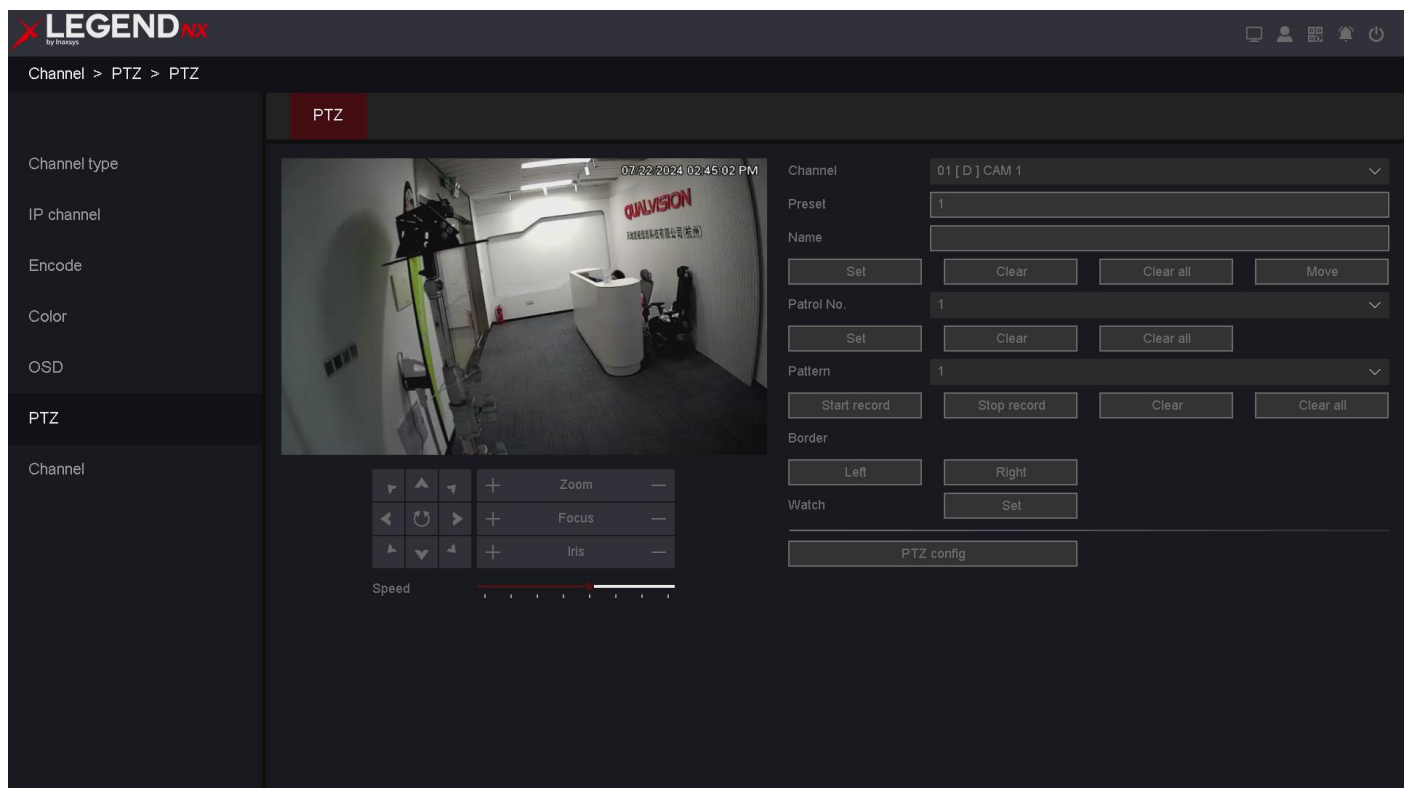 LEGEND NX
by Inaxsys
Channel > PTZ > PTZ
PTZ
Channel type
IP channel
Encode
Color
OSD
PTZ
Channel
07 22 2024 02:45:02 PM
QUALVISION
Zoom
Focus
Iris
Speed
Channel 01 [ D ] CAM 1
Preset 1
Name
Set Clear Clear all Move
Patrol No. 1
Set Clear Clear all
Pattern 1
Start record Stop record Clear Clear all
Border
Left Right
Watch Set
PTZ config